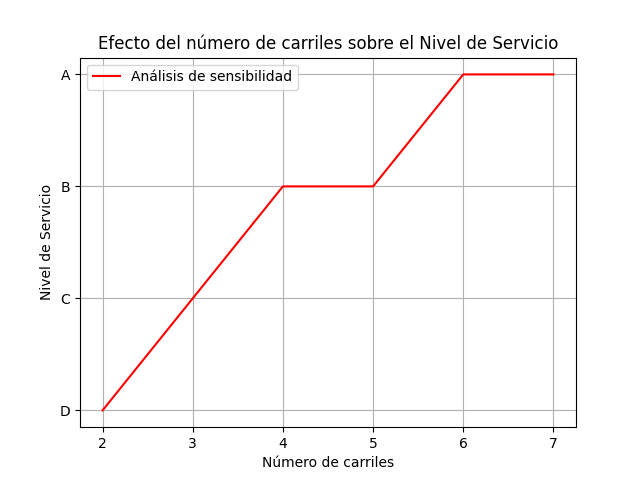 Efecto del número de carriles sobre el Nivel de Servicio
Análisis de sensibilidad
A
B
C
D
Nivel de Servicio
2 3 4 5 6 7
Número de carriles